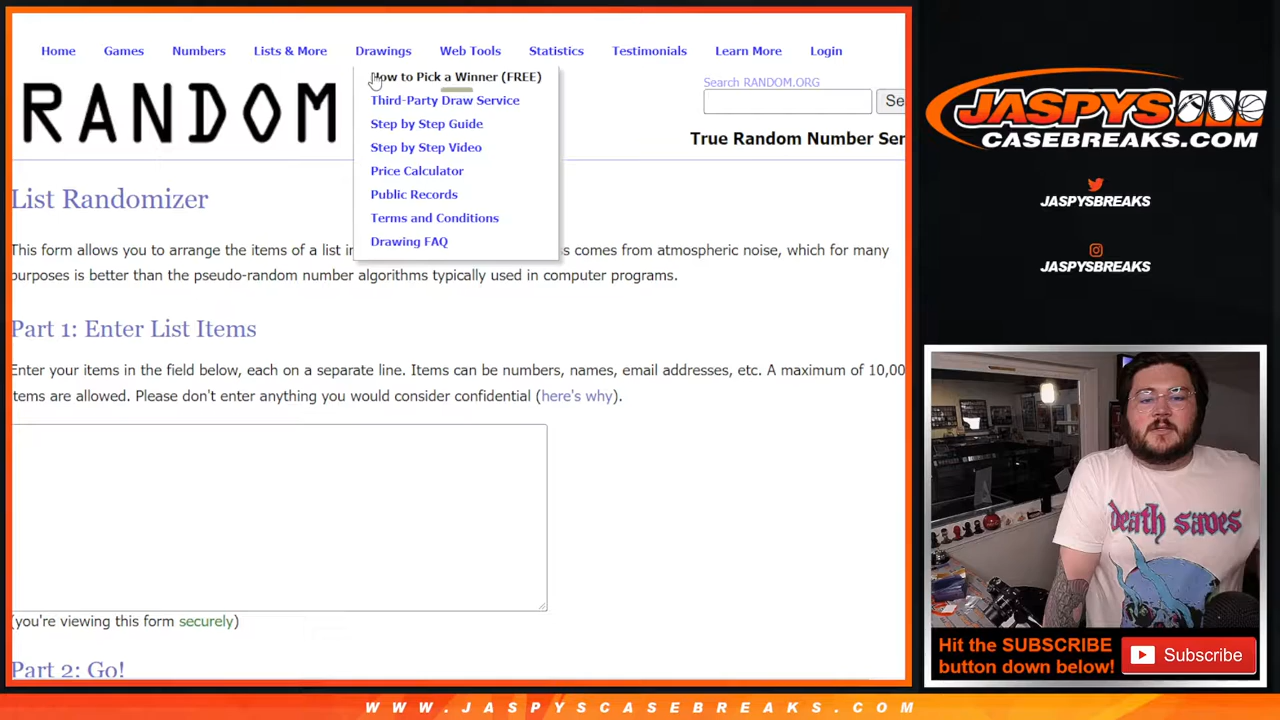 Home Games Numbers Lists & More Drawings Web Tools Statistics Testimonials Learn More Login
How to Pick a Winner (FREE)
Third-Party Draw Service
Step by Step Guide
Step by Step Video
Price Calculator
Public Records
Terms and Conditions
Drawing FAQ
RANDOM
Search RANDOM.ORG
Se
True Random Number Ser
List Randomizer
This form allows you to arrange the items of a list in s comes from atmospheric noise, which for many
purposes is better than the pseudo-random number algorithms typically used in computer programs.
Part 1: Enter List Items
Enter your items in the field below, each on a separate line. Items can be numbers, names, email addresses, etc. A maximum of 10,00
items are allowed. Please don't enter anything you would consider confidential (here's why).
(you're viewing this form securely)
Part 2: Go!
JASPYS
CASEBREAKS.COM
JASPYSBREAKS
JASPYSBREAKS
death saves
Hit the SUBSCRIBE
button down below!
Subscribe
WWW.JASPYSCASEBREAKS.COM